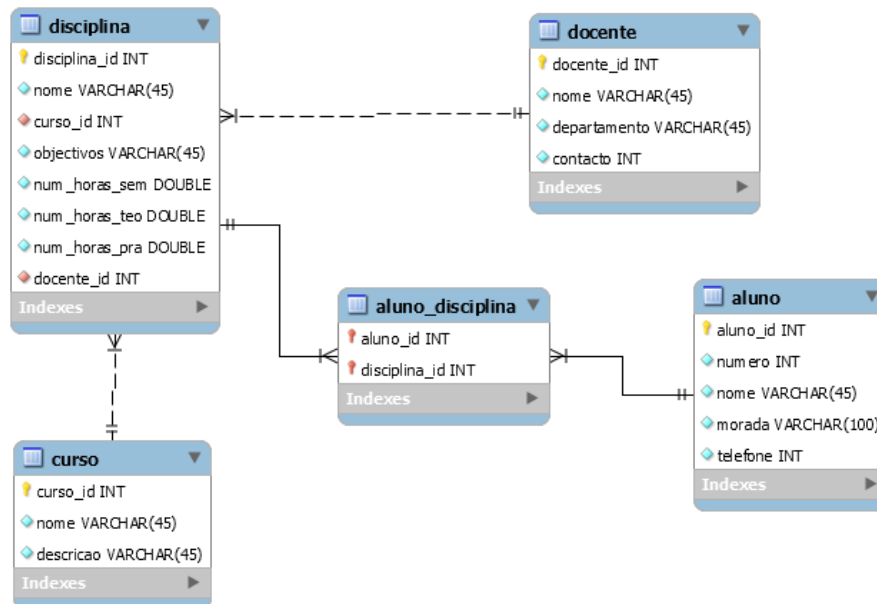 disciplina
disciplina_id INT
nome VARCHAR(45)
curso_id INT
objectivos VARCHAR(45)
num_horas_sem DOUBLE
num_horas_teo DOUBLE
num_horas_pra DOUBLE
docente_id INT
Indexes
docente
docente_id INT
nome VARCHAR(45)
departamento VARCHAR(45)
contacto INT
Indexes
aluno_disciplina
aluno_id INT
disciplina_id INT
Indexes
aluno
aluno_id INT
numero INT
nome VARCHAR(45)
morada VARCHAR(100)
telefone INT
Indexes
curso
curso_id INT
nome VARCHAR(45)
descricao VARCHAR(45)
Indexes